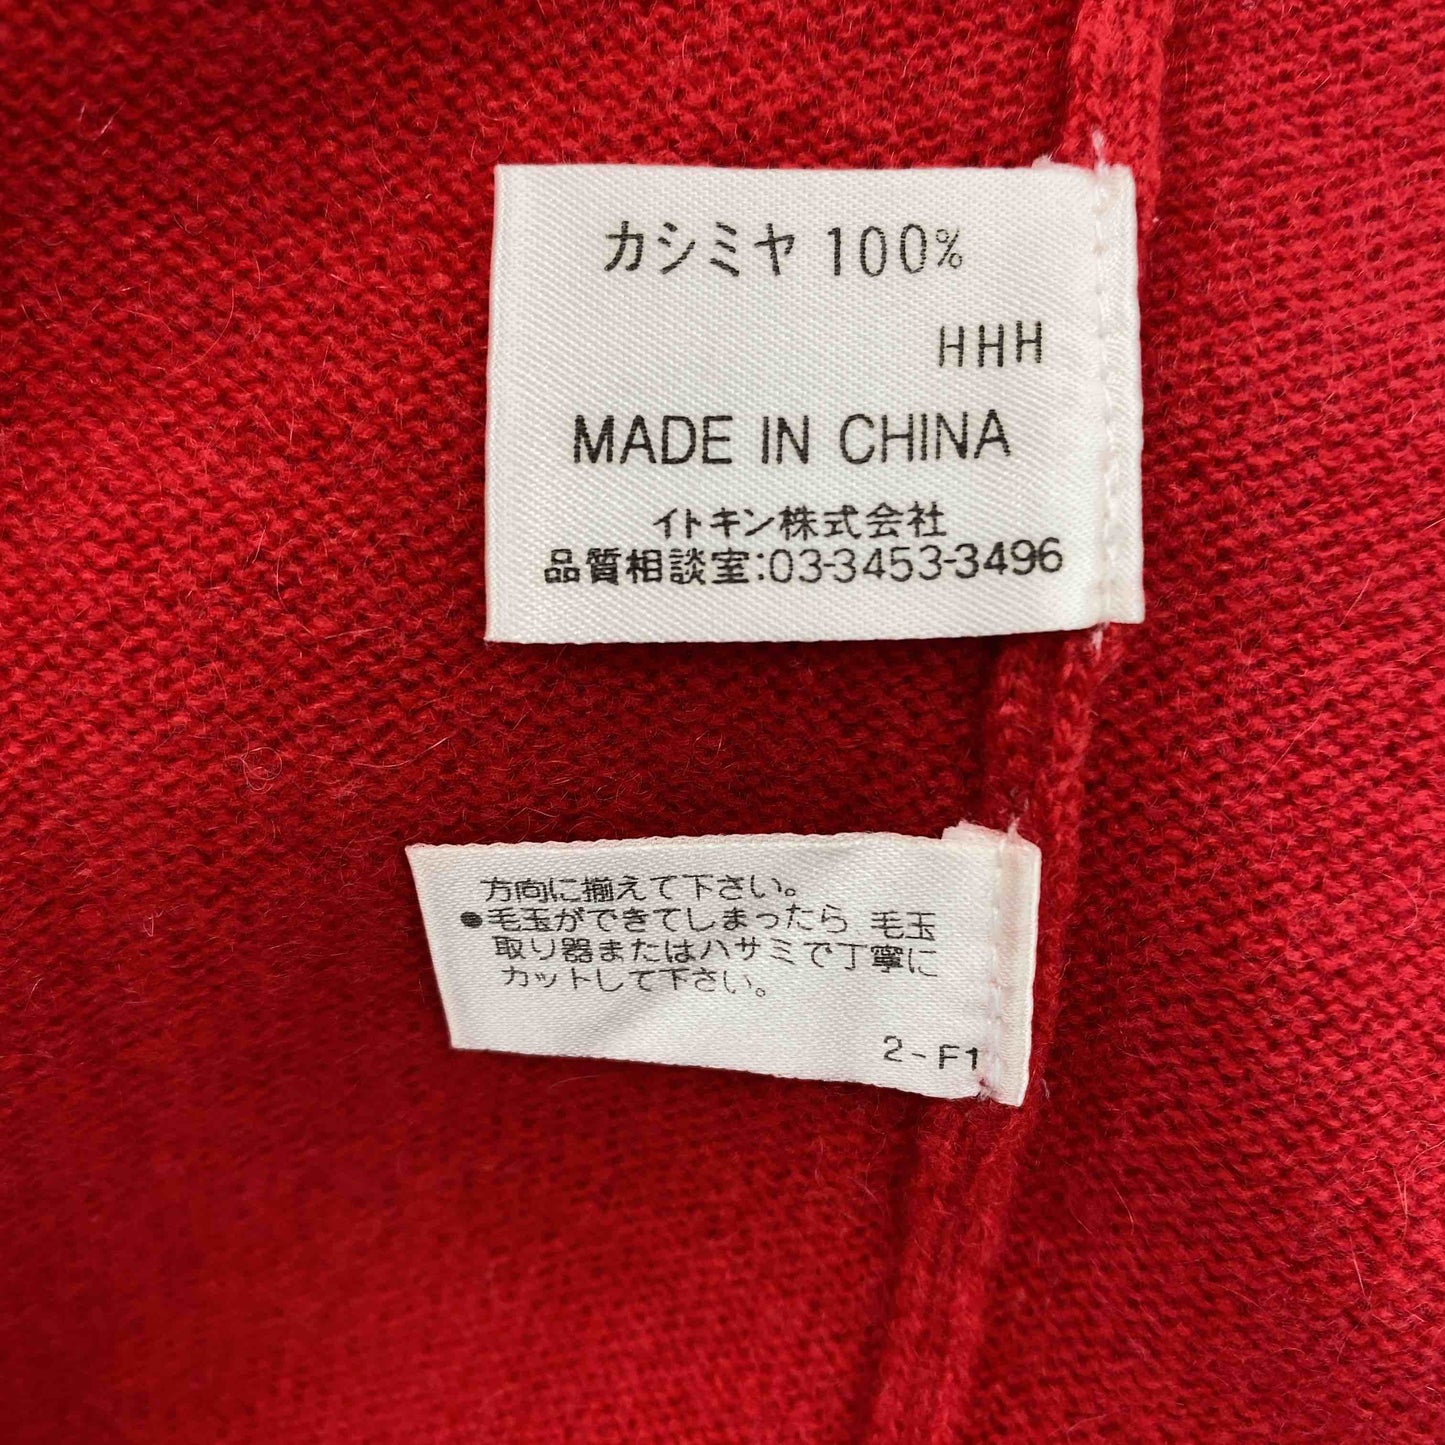 カシミヤ 100%
HHH
MADE IN CHINA
イトキン株式会社
品質相談室:03-3453-3496
方向に揃えて下さい。
●毛玉ができてしまったら 毛玉
取り器またはハサミで丁寧に
カットして下さい。
2-F1